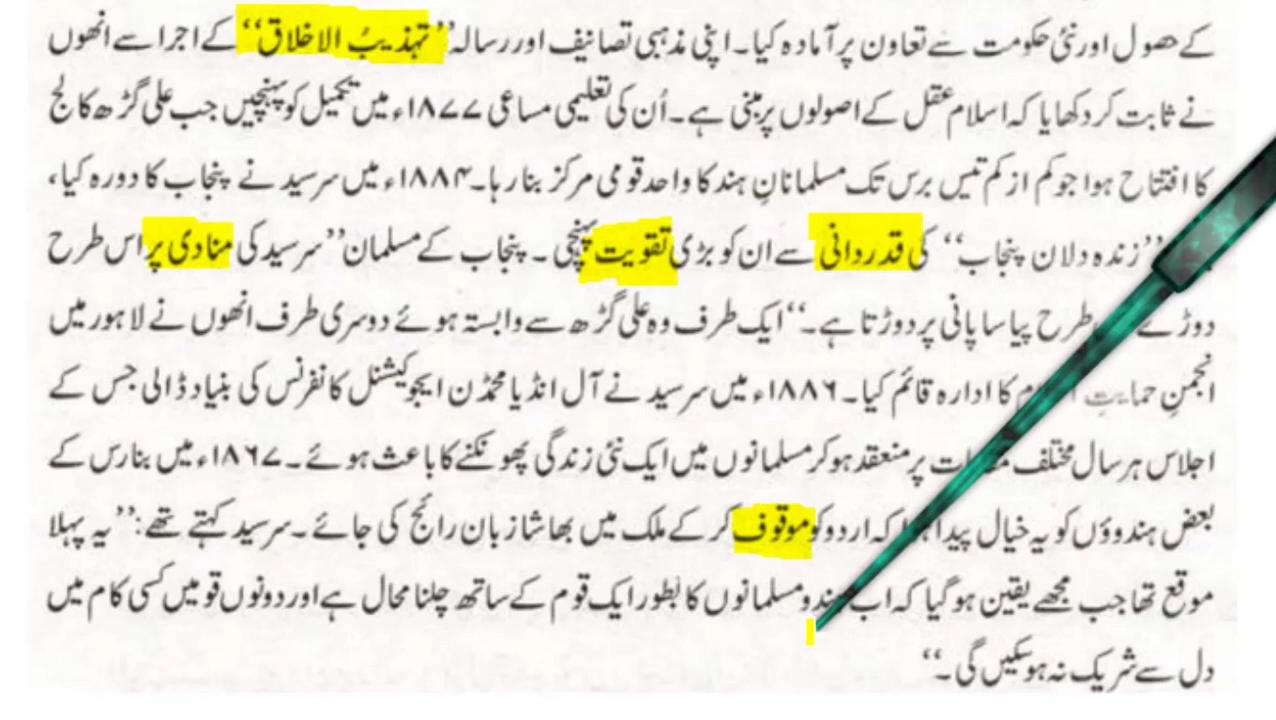 کے حصول اور نئی حکومت سے تعاون پر آمادہ کیا۔ اپنی مذہبی تصانیف اور رسالہ ”تہذیبُ الاخلاق“ کے اجرا سے انھوں
نے ثابت کر دکھایا کہ اسلام عقل کے اصولوں پر مبنی ہے۔ اُن کی تعلیمی مساعی ۱۸۷۷ء میں تکمیل کو پہنچیں جب علی گڑھ کالج
کا افتتاح ہوا جو کم از کم تیس برس تک مسلمانانِ ہند کا واحد قومی مرکز بنا رہا۔ ۱۸۸۴ء میں سرسید نے پنجاب کا دورہ کیا،
”زندہ دلان پنجاب“ کی قدردانی سے ان کو بڑی تقویت پہنچی۔ پنجاب کے مسلمان ”سرسید کی منادی پر اس طرح
دوڑے طرح پیاسا پانی پر دوڑتا ہے۔“ ایک طرف وہ علی گڑھ سے وابستہ ہوئے دوسری طرف انھوں نے لاہور میں
انجمنِ حمایتِ کا ادارہ قائم کیا۔ ۱۸۸۶ء میں سرسید نے آل انڈیا محمڈن ایجوکیشنل کانفرنس کی بنیاد ڈالی جس کے
اجلاس ہر سال مختلف پر منعقد ہو کر مسلمانوں میں ایک نئی زندگی پھونکنے کا باعث ہوئے۔ ۱۸۶۷ء میں بنارس کے
بعض ہندوؤں کو یہ خیال پیدا کہ اردو کو موقوف کر کے ملک میں بھاشا زبان رائج کی جائے۔ سرسید کہتے تھے: ”یہ پہلا
موقع تھا جب مجھے یقین ہو گیا کہ اب ہندو مسلمانوں کا بطور ایک قوم کے ساتھ چلنا محال ہے اور دونوں قومیں کسی کام میں
دل سے شریک نہ ہو سکیں گی۔“